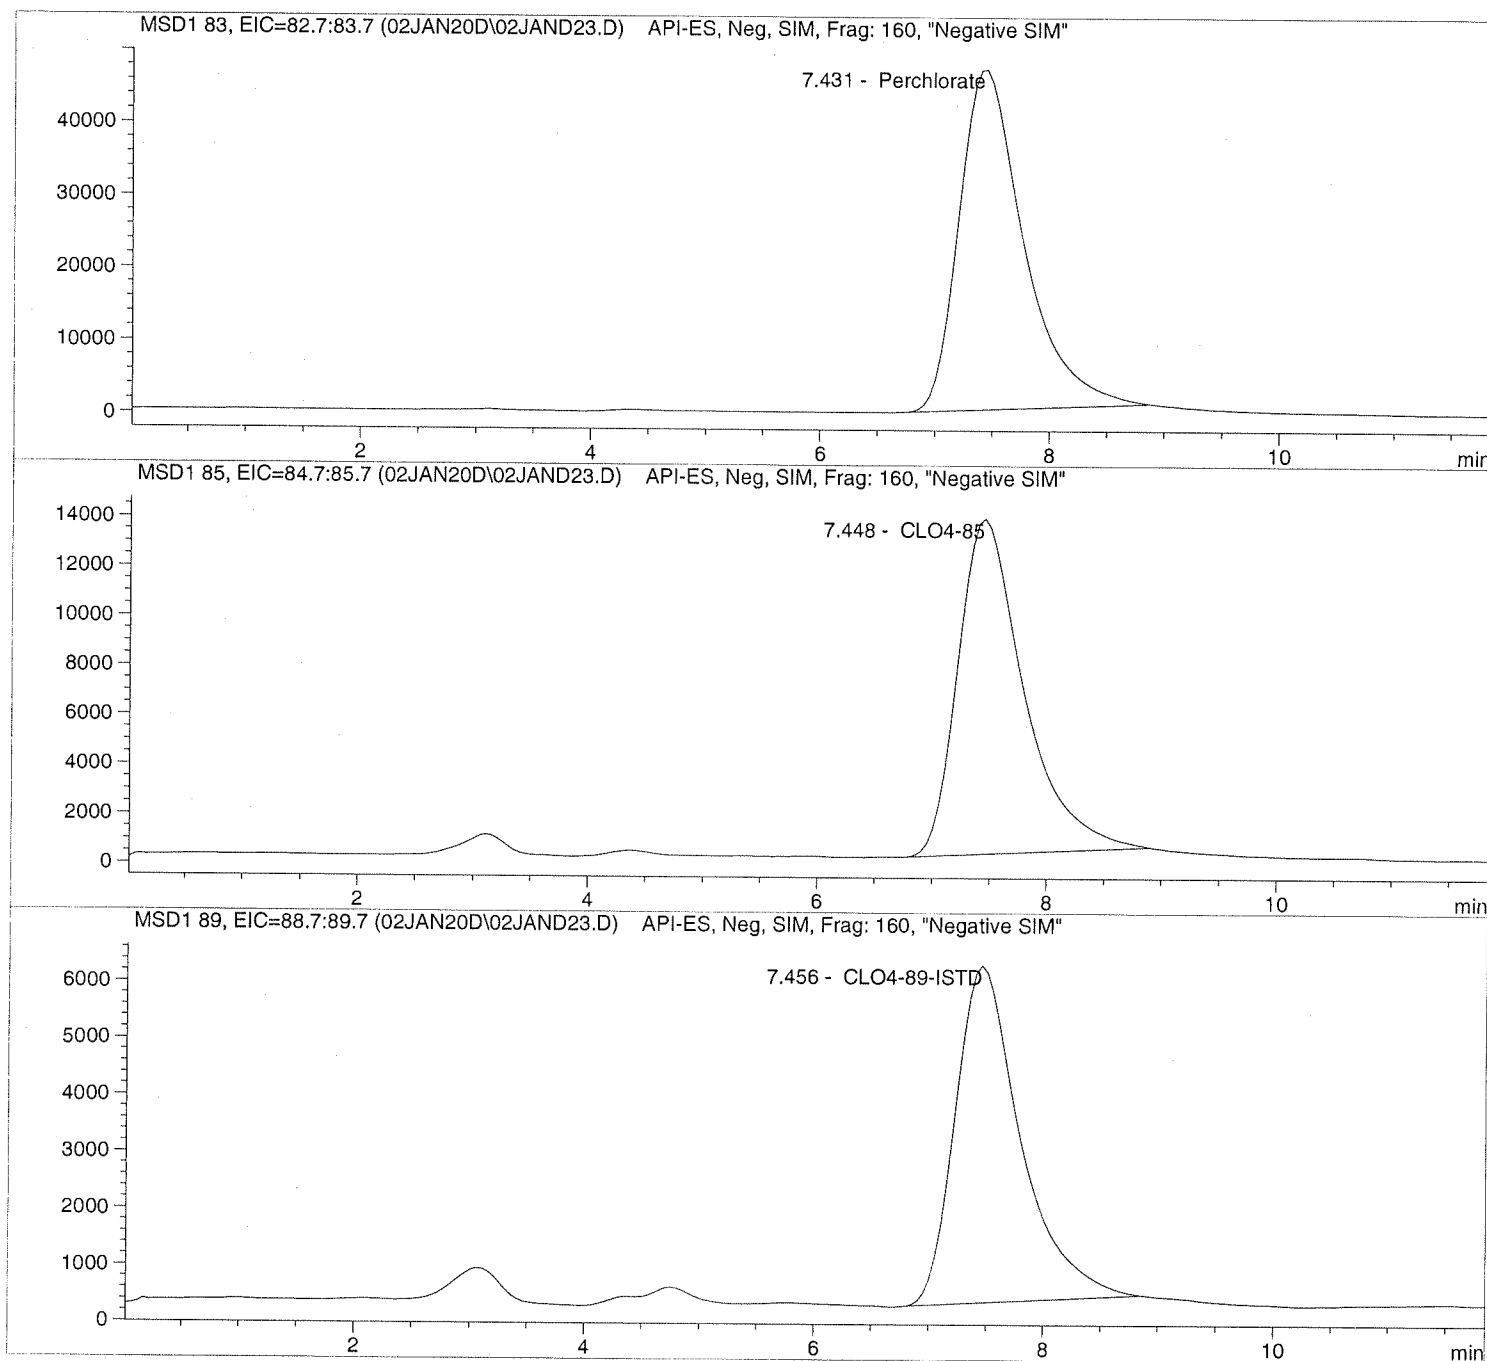 MSD1 83, EIC=82.7:83.7 (02JAN20D\02JAND23.D) API-ES, Neg, SIM, Frag: 160, "Negative SIM"
7.431 - Perchlorate
40000
30000
20000
10000
0
2 4 6 8 10 min
MSD1 85, EIC=84.7:85.7 (02JAN20D\02JAND23.D) API-ES, Neg, SIM, Frag: 160, "Negative SIM"
14000
7.448 - CLO4-85
12000
10000
8000
6000
4000
2000
0
2 4 6 8 10 min
MSD1 89, EIC=88.7:89.7 (02JAN20D\02JAND23.D) API-ES, Neg, SIM, Frag: 160, "Negative SIM"
7.456 - CLO4-89-ISTD
6000
5000
4000
3000
2000
1000
0
2 4 6 8 10 min